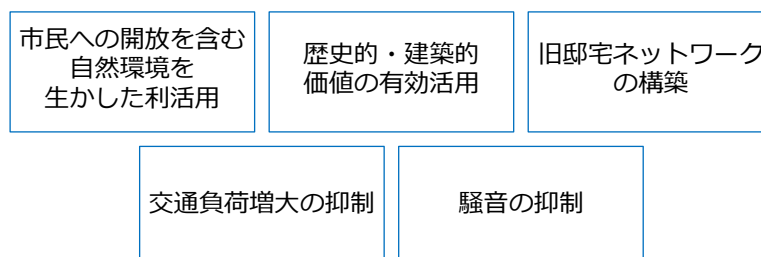 市民への開放を含む
自然環境を
生かした利活用
歴史的・建築的
価値の有効活用
旧邸宅ネットワーク
の構築
交通負荷増大の抑制
騒音の抑制